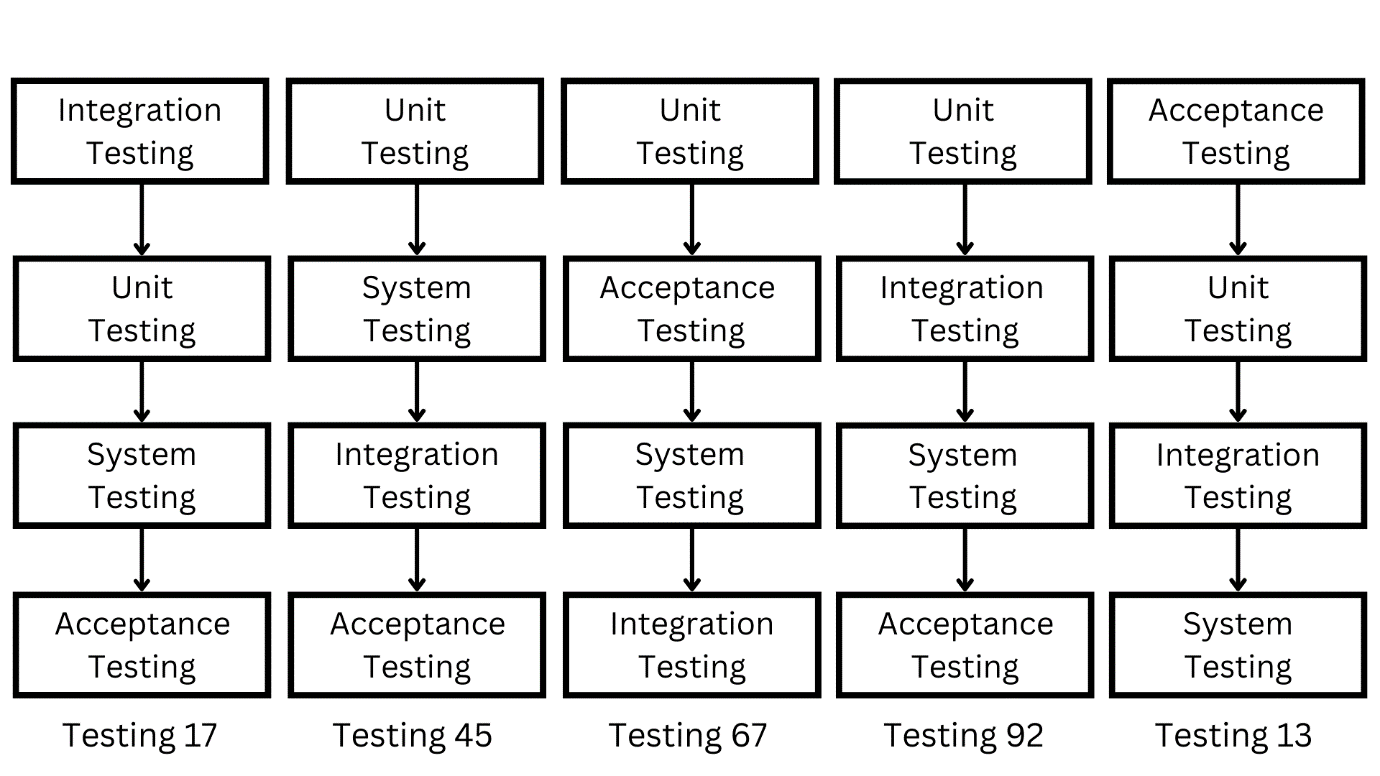 Integration
Testing
Unit
Testing
System
Testing
Acceptance
Testing
Testing 17
Unit
Testing
System
Testing
Integration
Testing
Acceptance
Testing
Testing 45
Unit
Testing
Acceptance
Testing
System
Testing
Integration
Testing
Testing 67
Unit
Testing
Integration
Testing
System
Testing
Acceptance
Testing
Testing 92
Acceptance
Testing
Unit
Testing
Integration
Testing
System
Testing
Testing 13